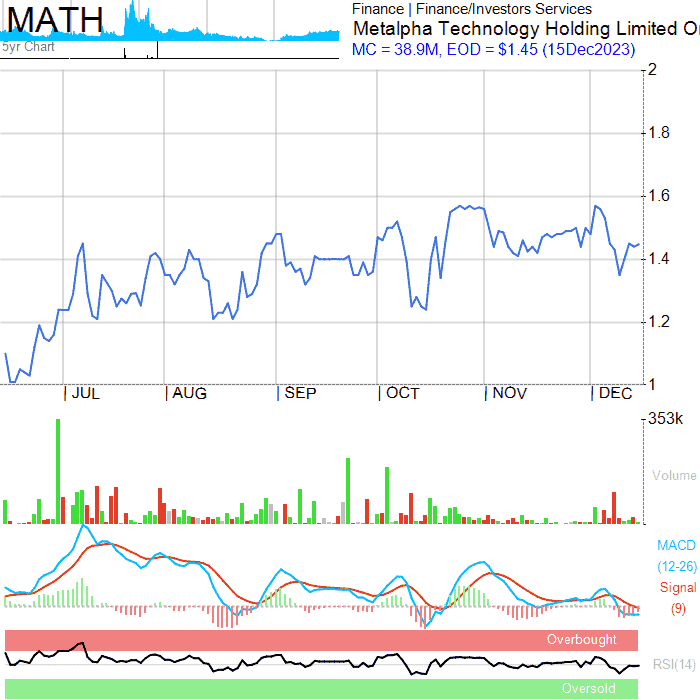 MATH
5yr Chart
Finance | Finance/Investors Services
Metalpha Technology Holding Limited Or
MC = 38.9M, EOD = $1.45 (15Dec2023)
2
1.8
1.6
1.4
1.2
1
JUL AUG SEP OCT NOV DEC
353k
Volume
MACD
(12-26)
Signal
(9)
Overbought
RSI(14)
Oversold